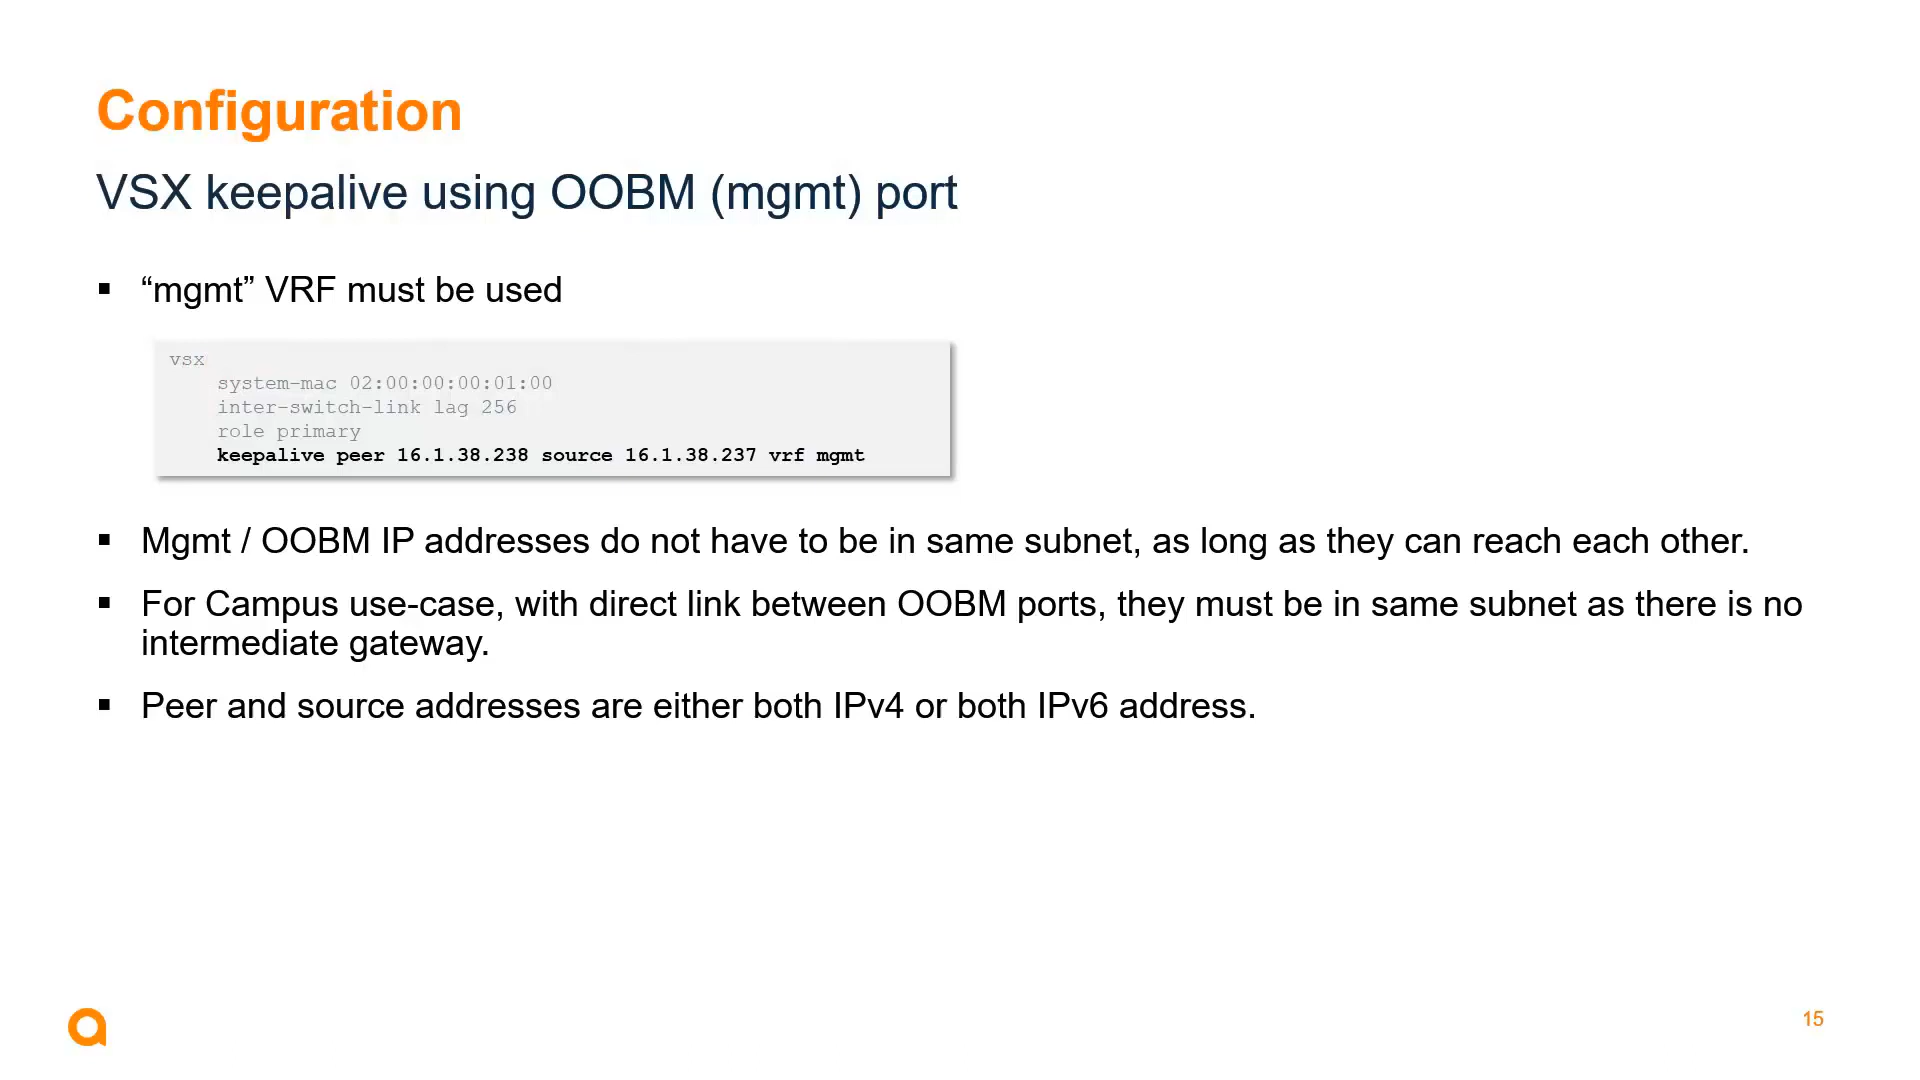 Configuration
VSX keepalive using OOBM (mgmt) port
▪ “mgmt” VRF must be used
vsx
    system-mac 02:00:00:00:01:00
    inter-switch-link lag 256
    role primary
    keepalive peer 16.1.38.238 source 16.1.38.237 vrf mgmt
▪ Mgmt / OOBM IP addresses do not have to be in same subnet, as long as they can reach each other.
▪ For Campus use-case, with direct link between OOBM ports, they must be in same subnet as there is no
intermediate gateway.
▪ Peer and source addresses are either both IPv4 or both IPv6 address.
15